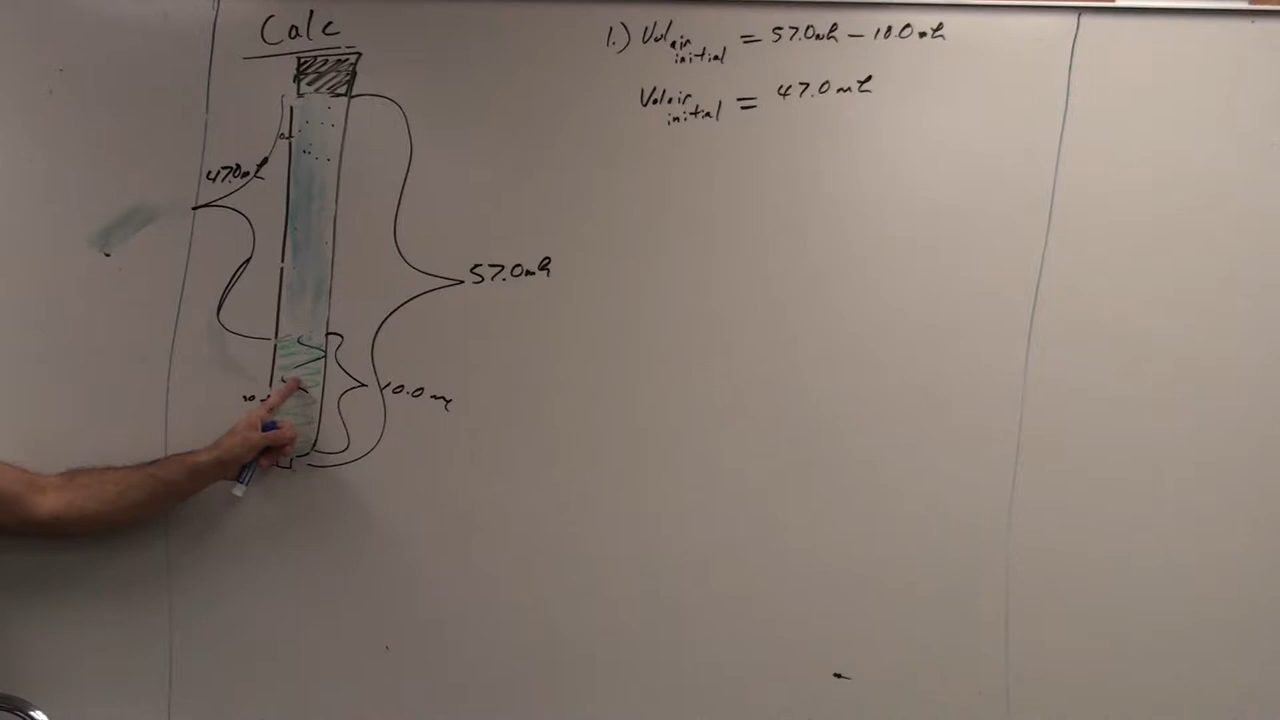 Calc
1.) Vol air initial = 57.0 mL - 10.0 mL
Vol air initial = 47.0 mL
0
47.0 mL
57.0 mL
10.0 mL